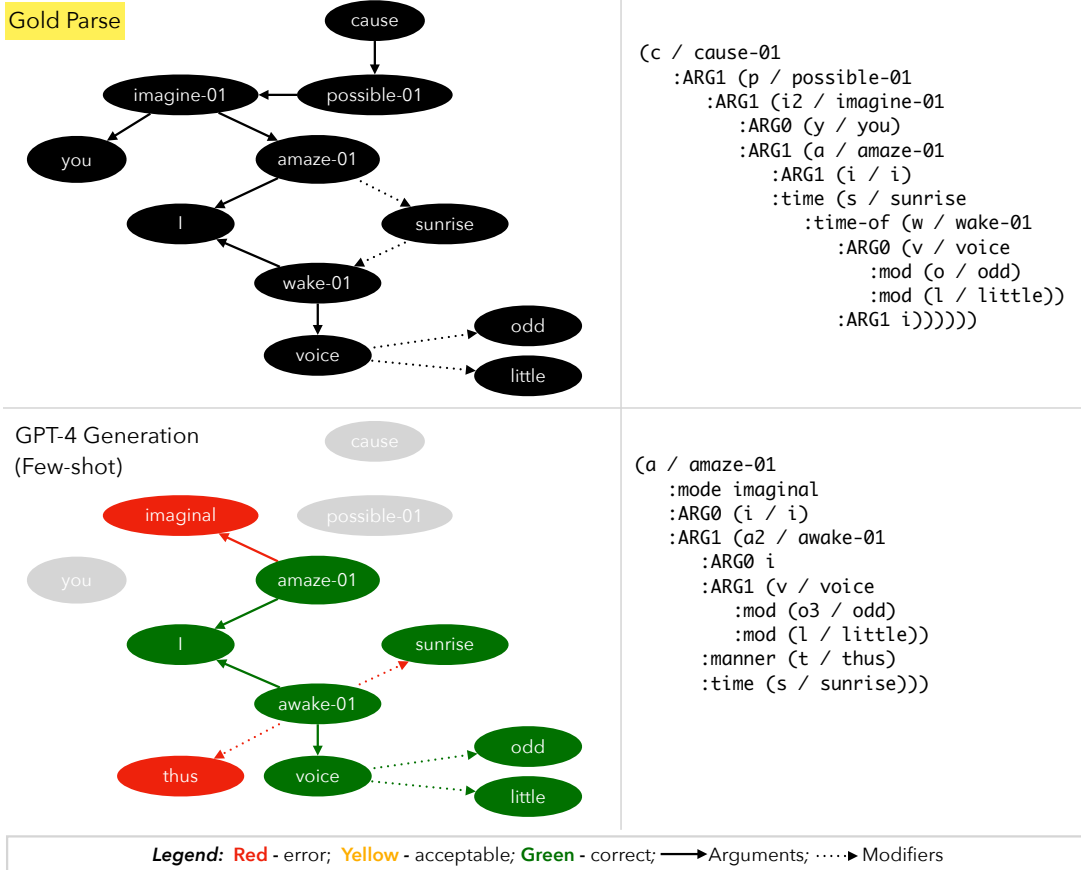 Gold Parse
cause
imagine-01
possible-01
you
amaze-01
I
sunrise
wake-01
voice
odd
little
(c / cause-01
:ARG1 (p / possible-01
:ARG1 (i2 / imagine-01
:ARG0 (y / you)
:ARG1 (a / amaze-01
:ARG1 (i / i)
:time (s / sunrise
:time-of (w / wake-01
:ARG0 (v / voice
:mod (o / odd)
:mod (l / little))
:ARG1 i))))))
GPT-4 Generation
(Few-shot)
cause
imaginal
possible-01
you
amaze-01
I
sunrise
awake-01
thus
voice
odd
little
(a / amaze-01
:mode imaginal
:ARG0 (i / i)
:ARG1 (a2 / awake-01
:ARG0 i
:ARG1 (v / voice
:mod (o3 / odd)
:mod (l / little))
:manner (t / thus)
:time (s / sunrise)))
Legend: Red - error; Yellow - acceptable; Green - correct; Arguments; Modifiers